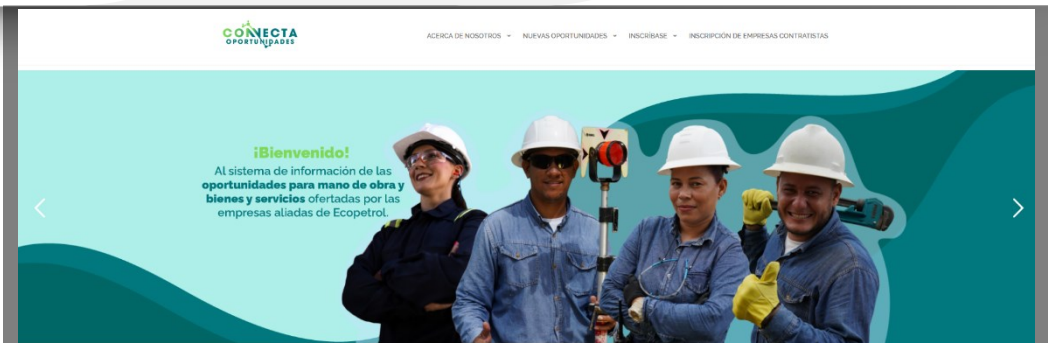 CONNECTA
OPORTUNIDADES
ACERCA DE NOSOTROS
NUEVAS OPORTUNIDADES
INSCRÍBASE
INSCRIPCIÓN DE EMPRESAS CONTRATISTAS
¡Bienvenido!
Al sistema de información de las
oportunidades para mano de obra y
bienes y servicios ofertadas por las
empresas aliadas de Ecopetrol.